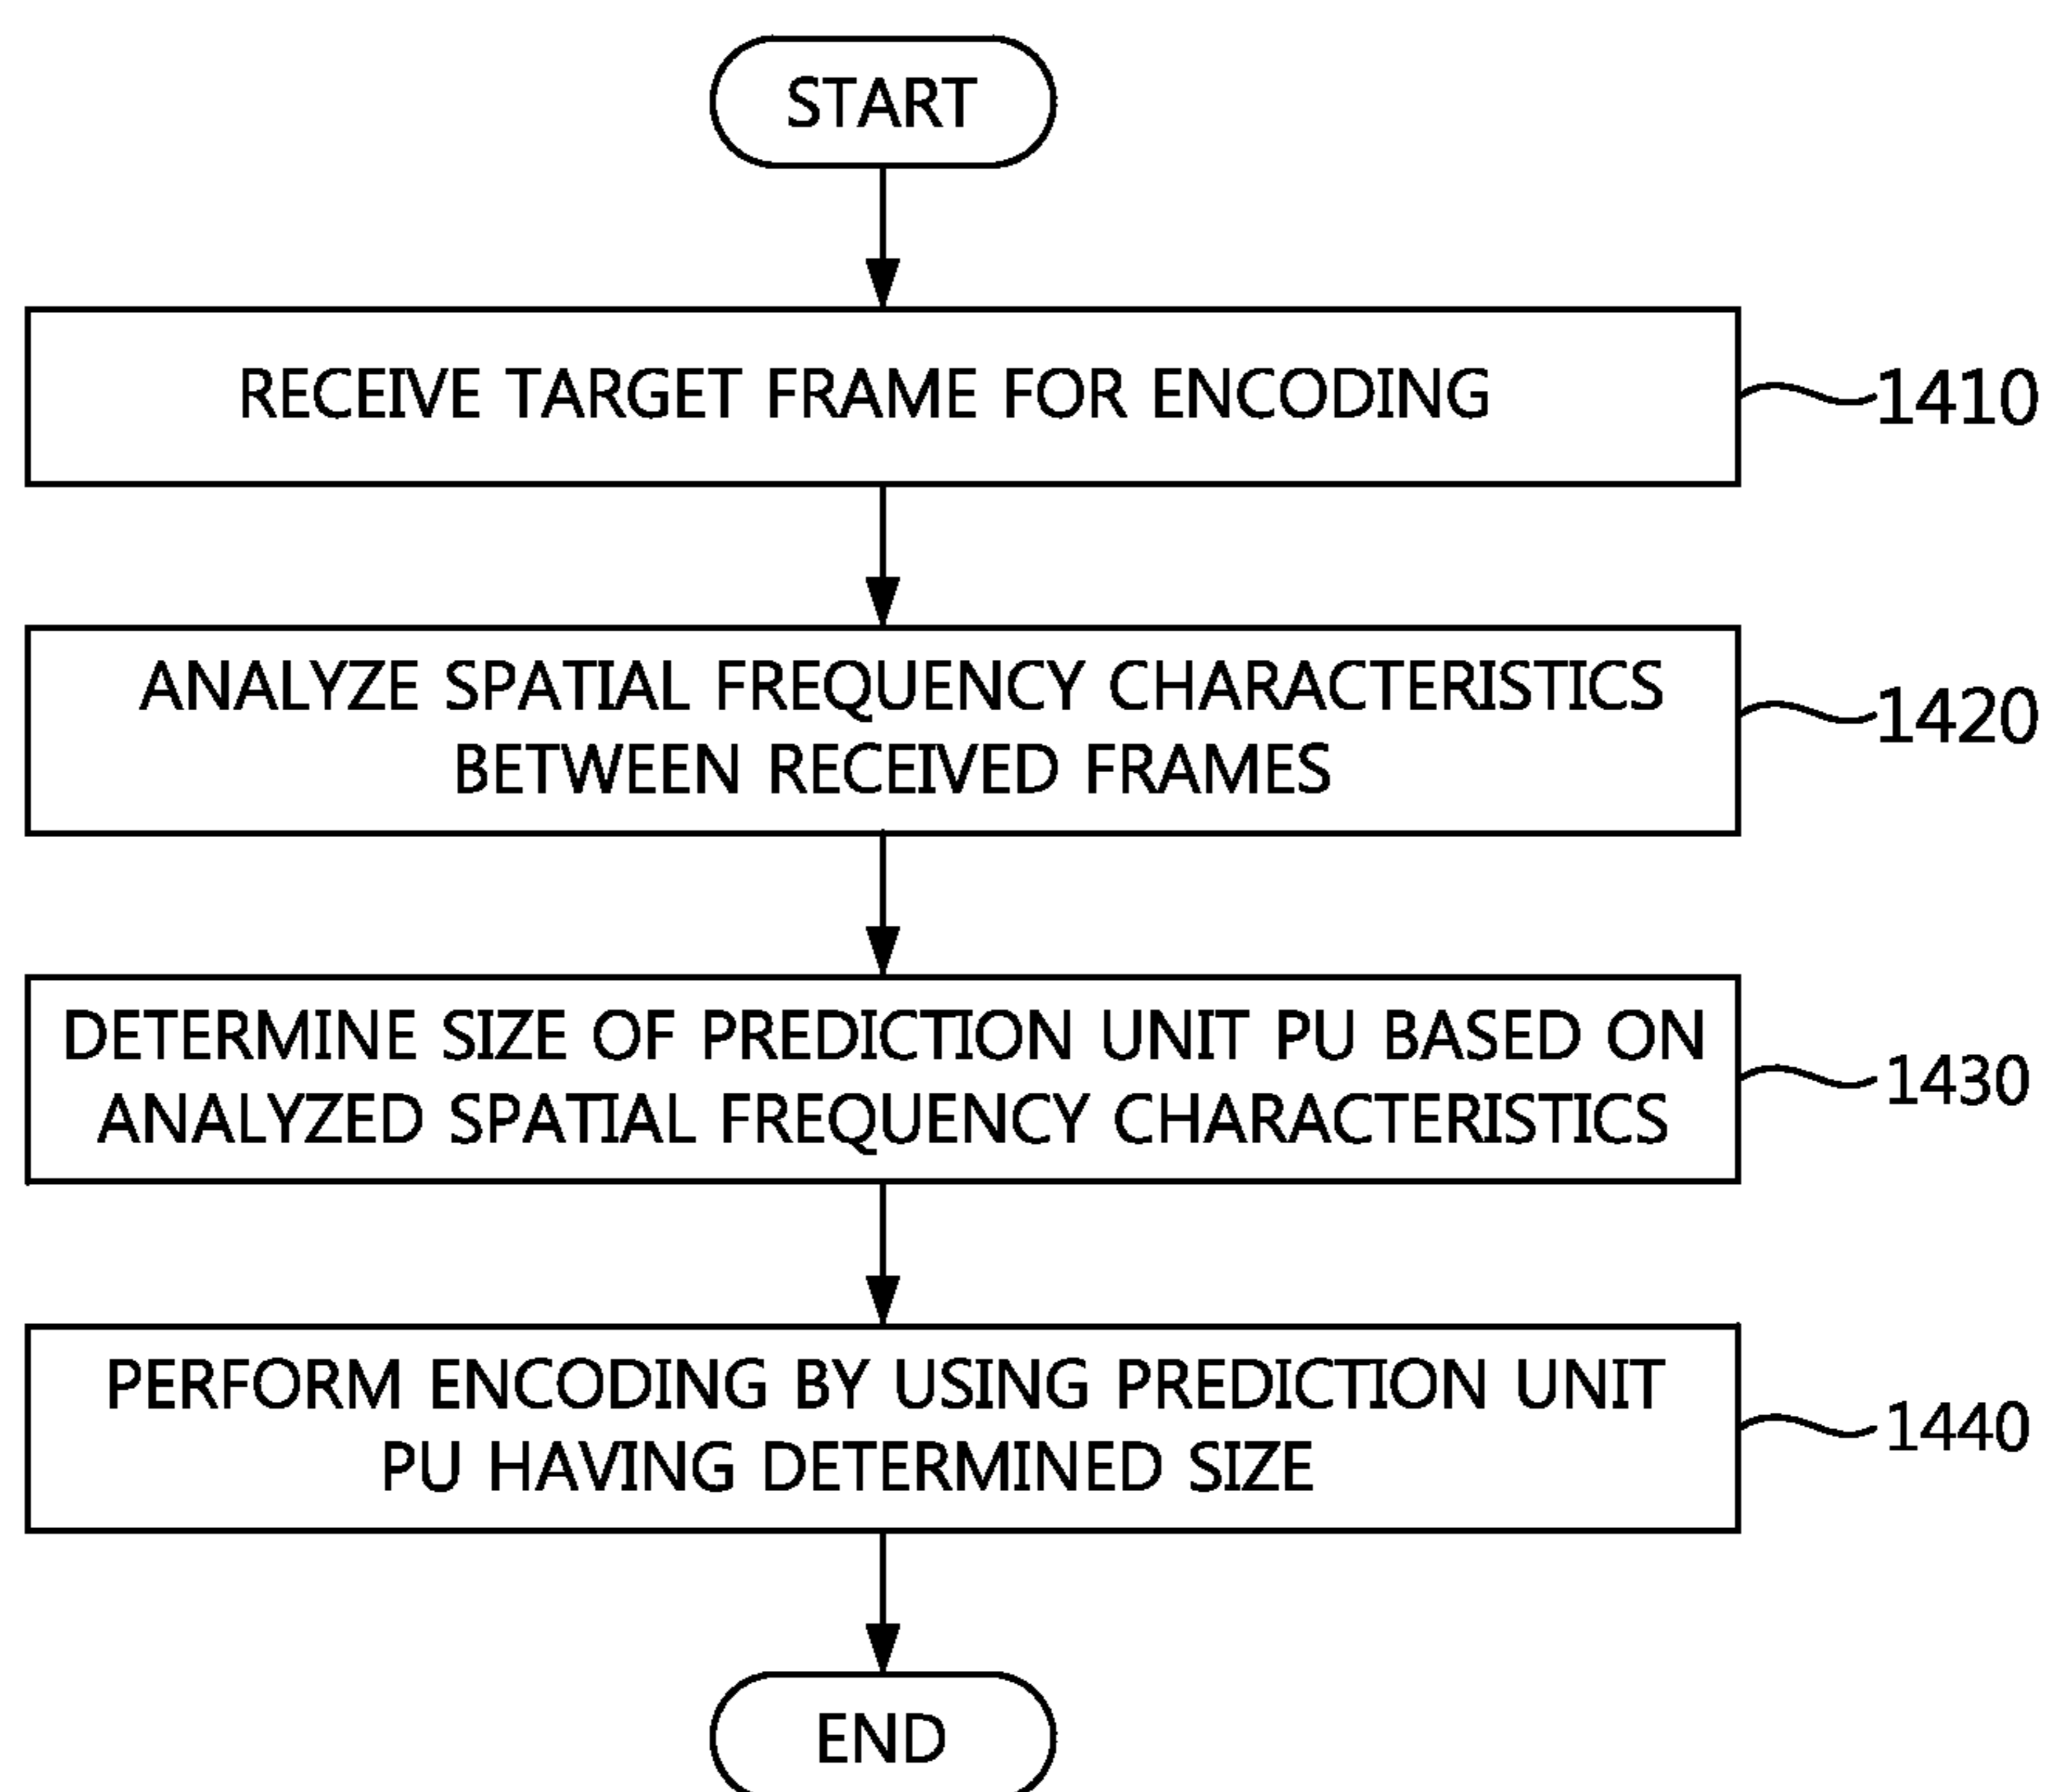 START
RECEIVE TARGET FRAME FOR ENCODING
1410
ANALYZE SPATIAL FREQUENCY CHARACTERISTICS
BETWEEN RECEIVED FRAMES
1420
DETERMINE SIZE OF PREDICTION UNIT PU BASED ON
ANALYZED SPATIAL FREQUENCY CHARACTERISTICS
1430
PERFORM ENCODING BY USING PREDICTION UNIT
PU HAVING DETERMINED SIZE
1440
END